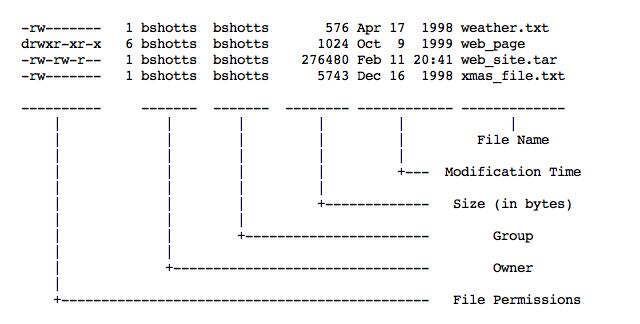 -rw------- 1 bshotts bshotts 576 Apr 17 1998 weather.txt
drwxr-xr-x 6 bshotts bshotts 1024 Oct 9 1999 web_page
-rw-rw-r-- 1 bshotts bshotts 276480 Feb 11 20:41 web_site.tar
-rw------- 1 bshotts bshotts 5743 Dec 16 1998 xmas_file.txt
File Name
Modification Time
Size (in bytes)
Group
Owner
File Permissions